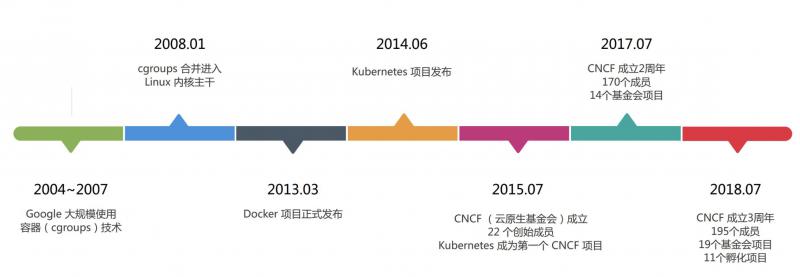 2008.01
cgroups 合并进入
Linux 内核主干
2014.06
Kubernetes 项目发布
2017.07
CNCF 成立2周年
170个成员
14个基金会项目
2004~2007
Google 大规模使用
容器（cgroups）技术
2013.03
Docker 项目正式发布
2015.07
CNCF （云原生基金会）成立
22 个创始成员
Kubernetes 成为第一个 CNCF 项目
2018.07
CNCF 成立3周年
195个成员
19个基金会项目
11个孵化项目